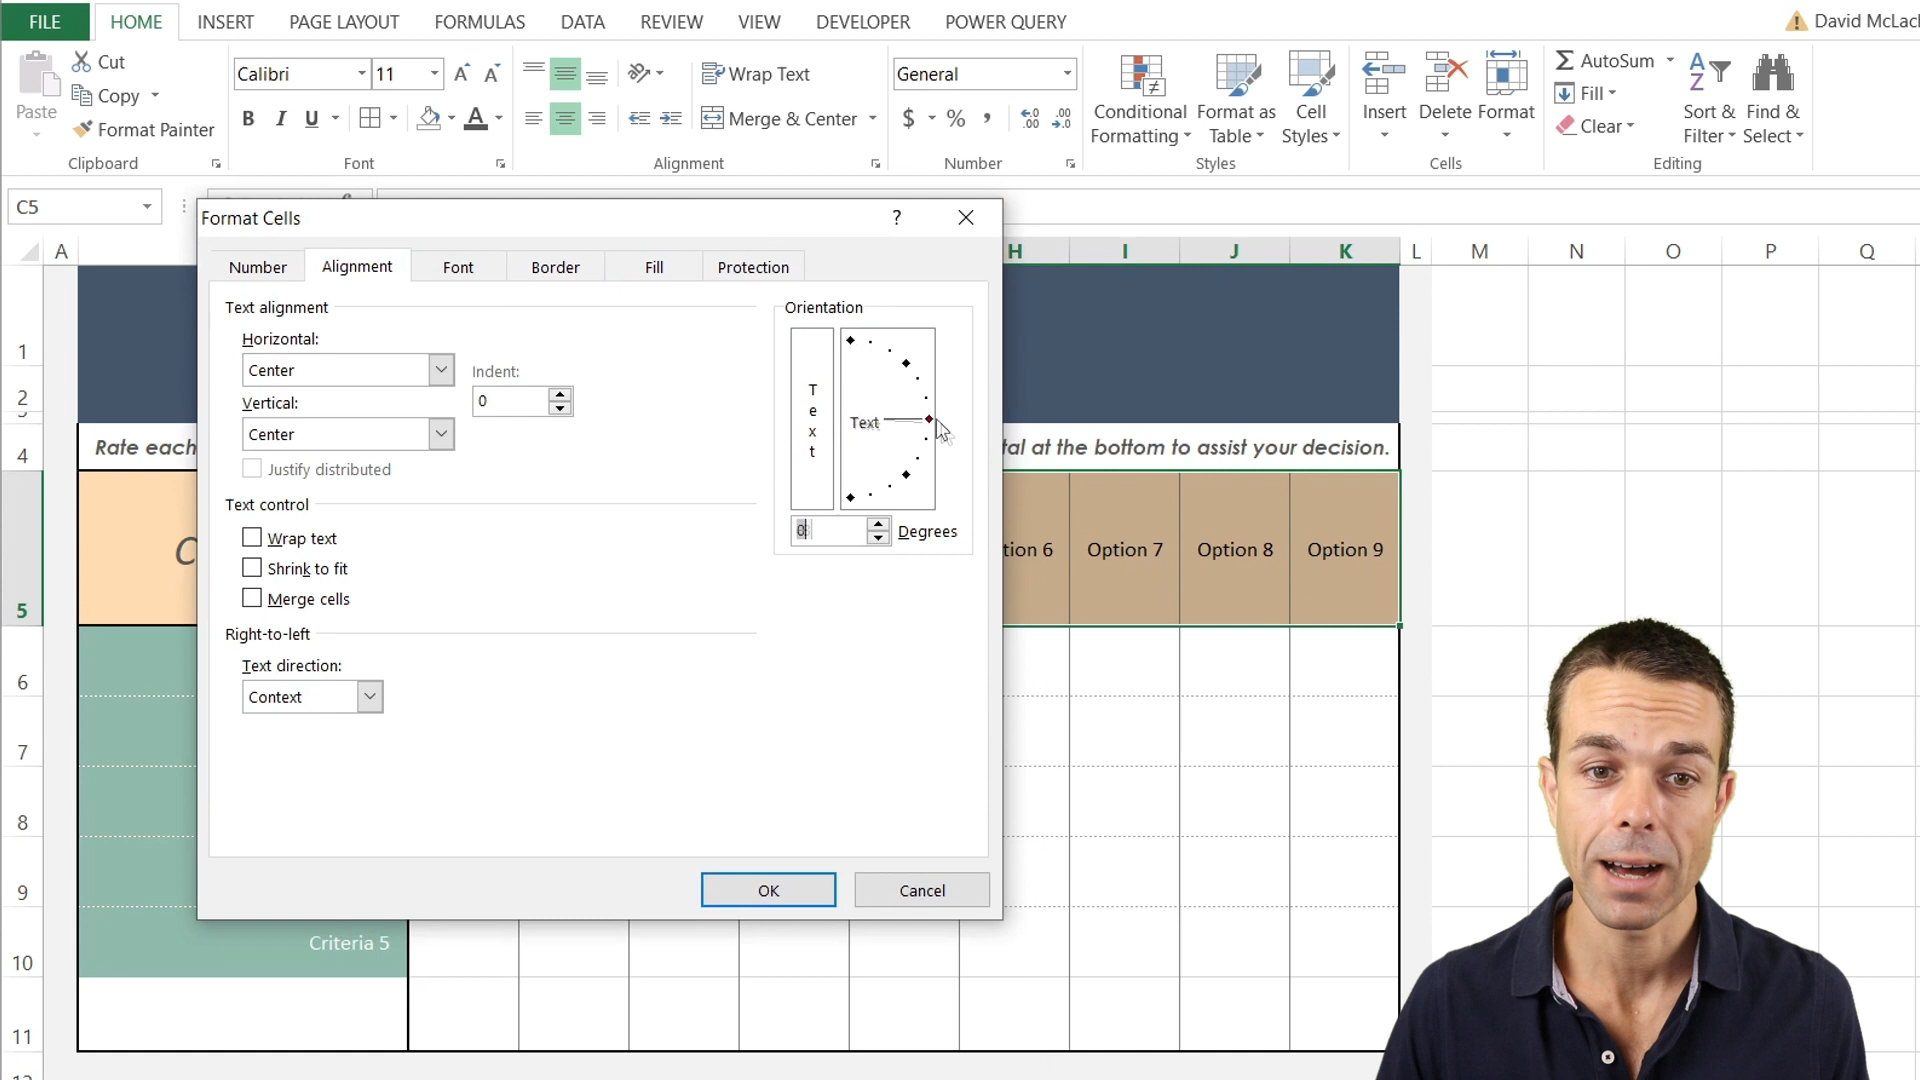 FILE HOME INSERT PAGE LAYOUT FORMULAS DATA REVIEW VIEW DEVELOPER POWER QUERY David McLach
Paste
Cut
Copy
Format Painter
Clipboard
Calibri 11
B I U A
Font
Wrap Text
Merge & Center
Alignment
General
$ %
Number
Conditional Formatting
Format as Table
Cell Styles
Styles
Insert
Delete
Format
Cells
AutoSum
Fill
Clear
Sort & Filter
Find & Select
Editing
C5
A H I J K L M N O P Q
Format Cells ?
Number Alignment Font Border Fill Protection
Text alignment
Horizontal:
Center
Indent:
0
Vertical:
Center
Justify distributed
Text control
Wrap text
Shrink to fit
Merge cells
Right-to-left
Text direction:
Context
Orientation
Text
Text
0 Degrees
OK Cancel
1
2
4
Rate each
tal at the bottom to assist your decision.
5
C
tion 6 Option 7 Option 8 Option 9
6
7
8
9
10
Criteria 5
11